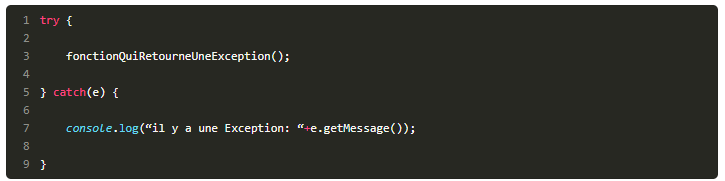 1 try {
2
3 fonctionQuiRetourneUneException();
4
5 } catch(e) {
6
7 console.log(“il y a une Exception: “+e.getMessage());
8
9 }